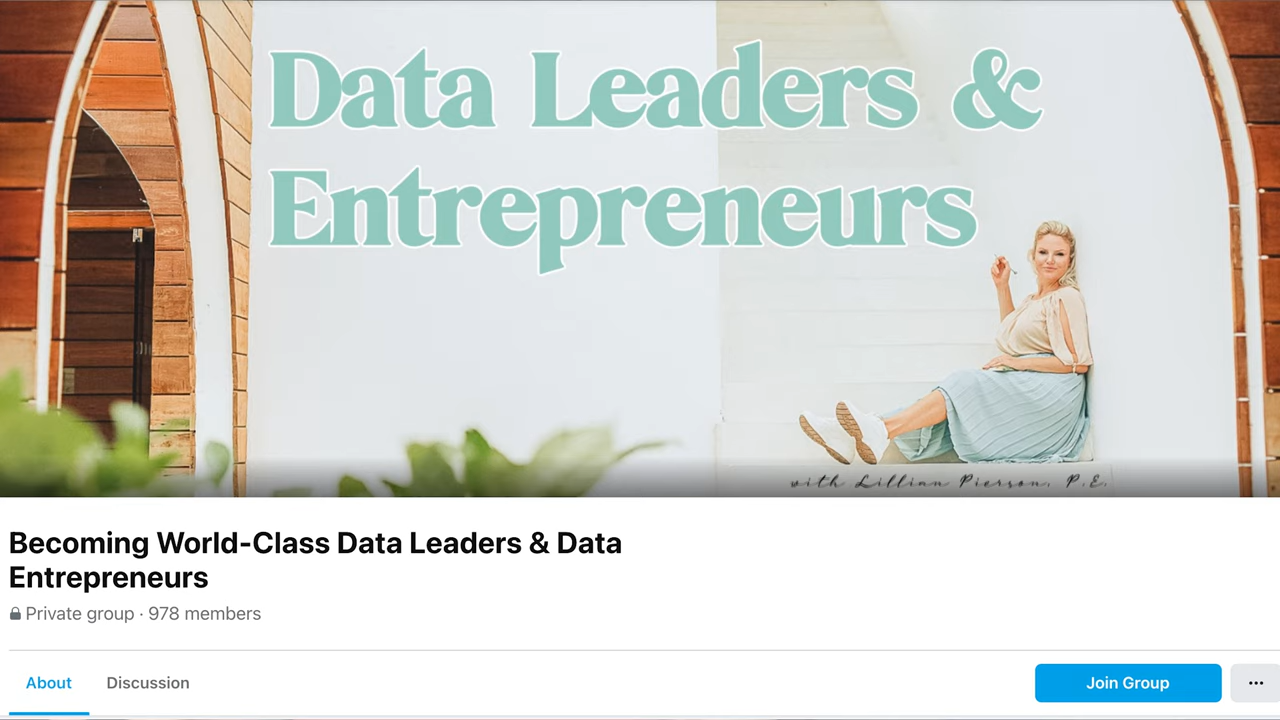 Data Leaders &
Entrepreneurs
with Lillian Pierson, P.E.
Becoming World-Class Data Leaders & Data
Entrepreneurs
Private group · 978 members
About
Discussion
Join Group